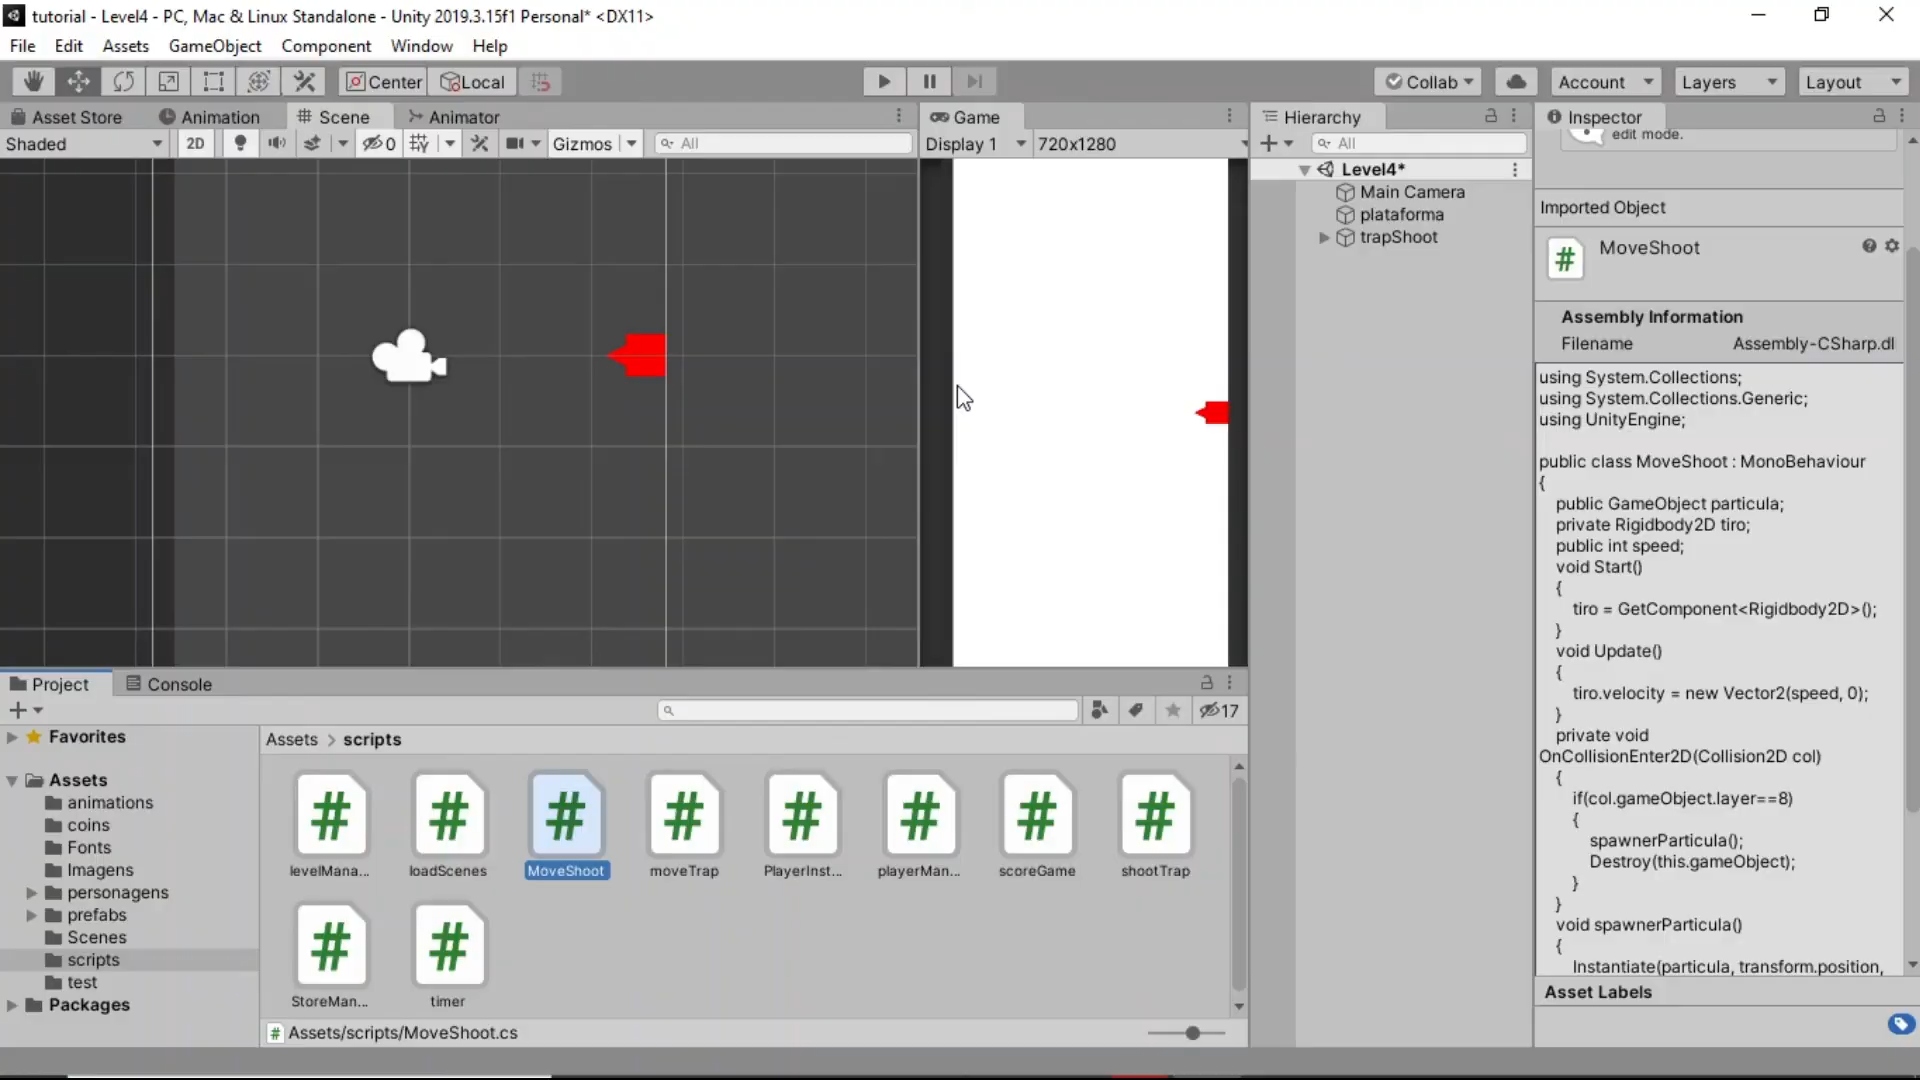 tutorial - Level4 - PC, Mac & Linux Standalone - Unity 2019.3.15f1 Personal* <DX11>
File Edit Assets GameObject Component Window Help
Center Local Collab Account Layers Layout
Asset Store Animation Scene Animator Game Hierarchy Inspector
Shaded 2D 0 Gizmos All Display 1 720x1280 All edit mode.
Level4*
Main Camera
plataforma
trapShoot
Imported Object
MoveShoot
Assembly Information
Filename Assembly-CSharp.dl
using System.Collections;
using System.Collections.Generic;
using UnityEngine;
public class MoveShoot : MonoBehaviour
{
public GameObject particula;
private Rigidbody2D tiro;
public int speed;
void Start()
{
tiro = GetComponent<Rigidbody2D>();
}
void Update()
{
tiro.velocity = new Vector2(speed, 0);
}
private void
OnCollisionEnter2D(Collision2D col)
{
if(col.gameObject.layer==8)
{
spawnerParticula();
Destroy(this.gameObject);
}
}
void spawnerParticula()
{
Instantiate(particula, transform.position,
Asset Labels
Project Console
17
Favorites
Assets
animations
coins
Fonts
Imagens
personagens
prefabs
Scenes
scripts
test
Packages
Assets > scripts
levelMana... loadScenes MoveShoot moveTrap PlayerInst... playerMan... scoreGame shootTrap
StoreMan... timer
Assets/scripts/MoveShoot.cs